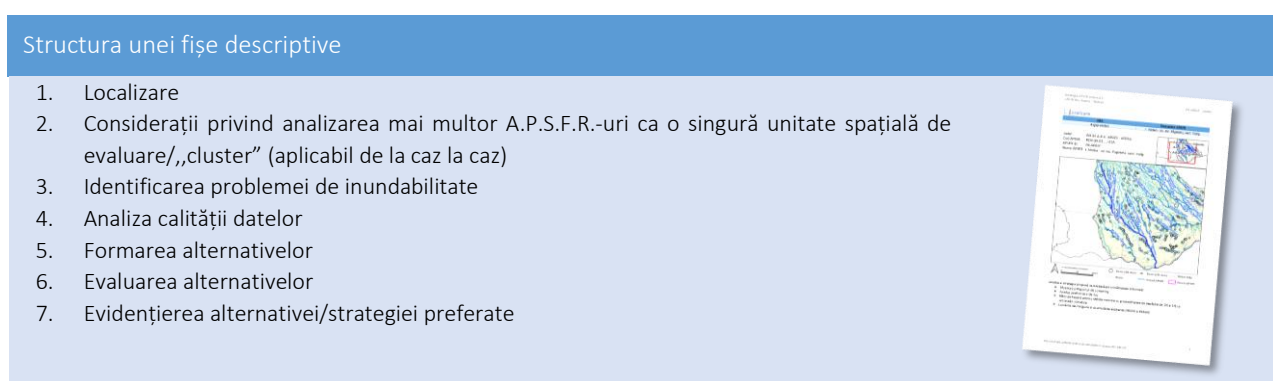 Structura unei fișe descriptive
1. Localizare
2. Considerații privind analizarea mai multor A.P.S.F.R.-uri ca o singură unitate spațială de
evaluare/,,cluster” (aplicabil de la caz la caz)
3. Identificarea problemei de inundabilitate
4. Analiza calității datelor
5. Formarea alternativelor
6. Evaluarea alternativelor
7. Evidențierea alternativei/strategiei preferate